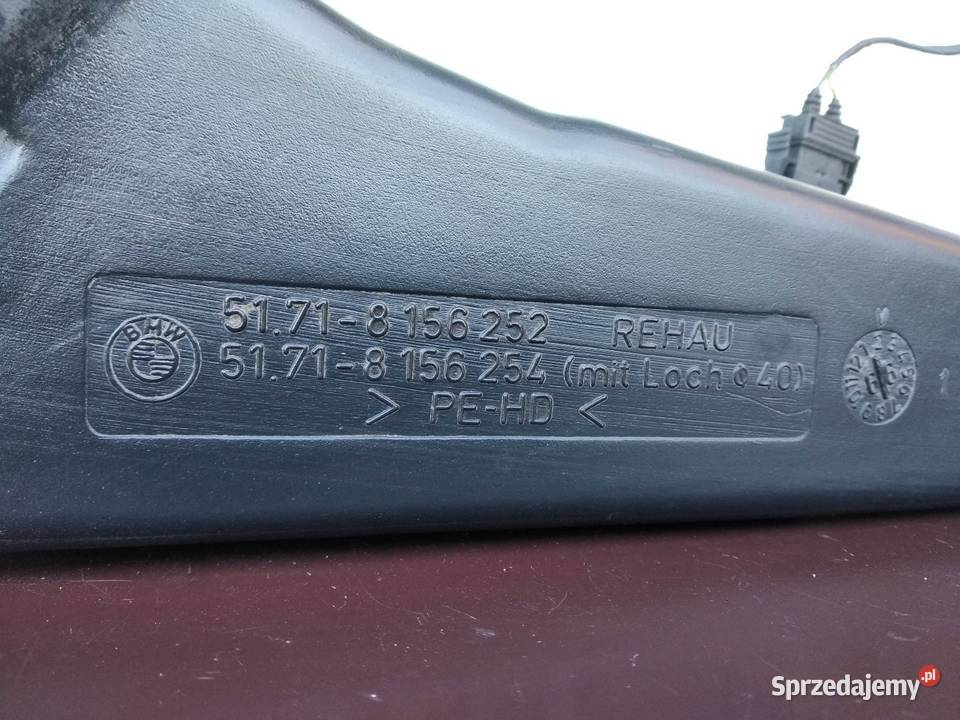 BMW
51.71-8 156 252 REHAU
51.71-8 156 254 (mit Loch ø 40)
> PE-HD <
1
Sprzedajemy.pl